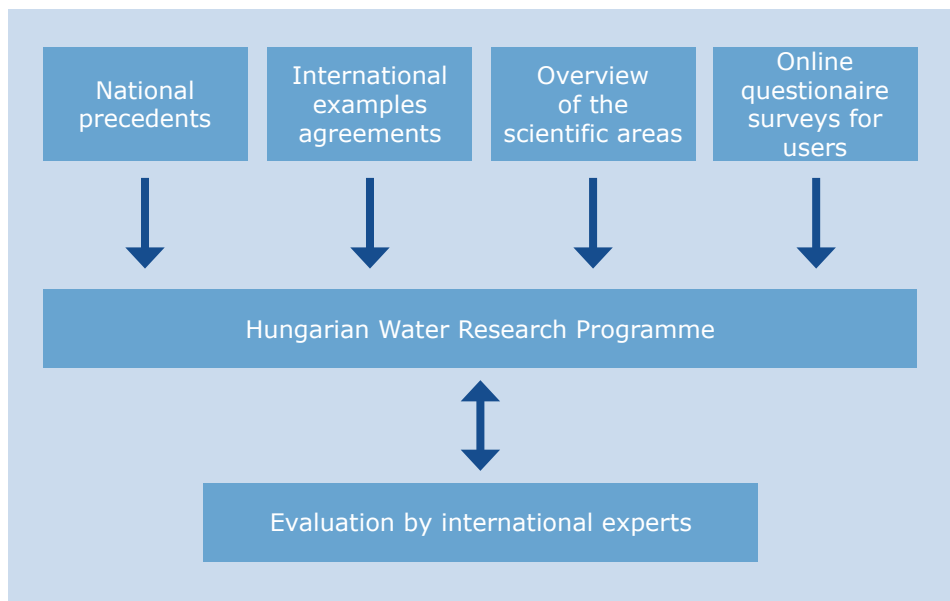 National
precedents
International
examples
agreements
Overview
of the
scientific areas
Online
questionaire
surveys for
users
Hungarian Water Research Programme
Evaluation by international experts